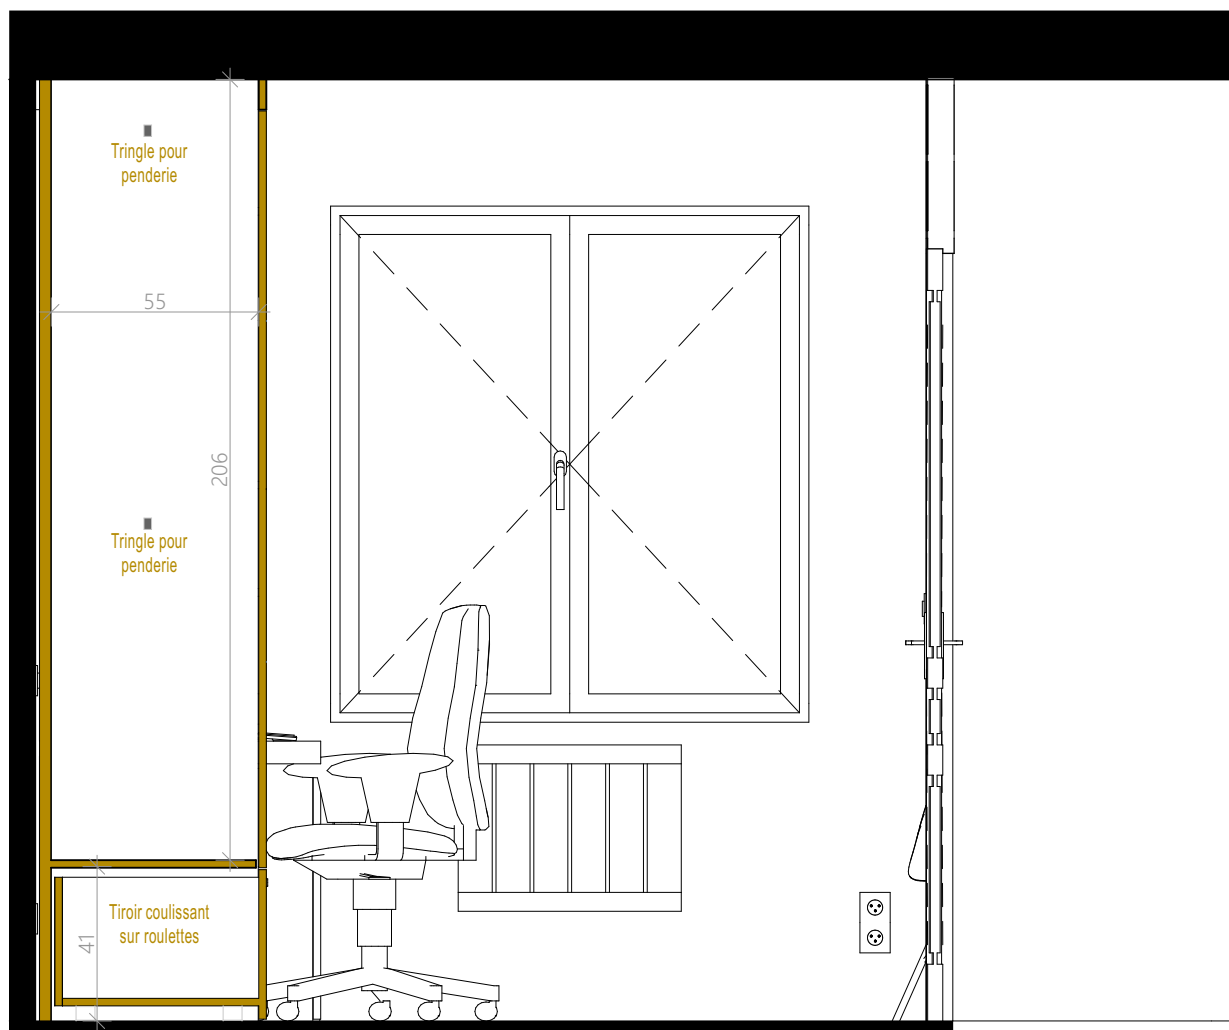 Tringle pour
penderie
55
206
Tringle pour
penderie
Tiroir coulissant
sur roulettes
41